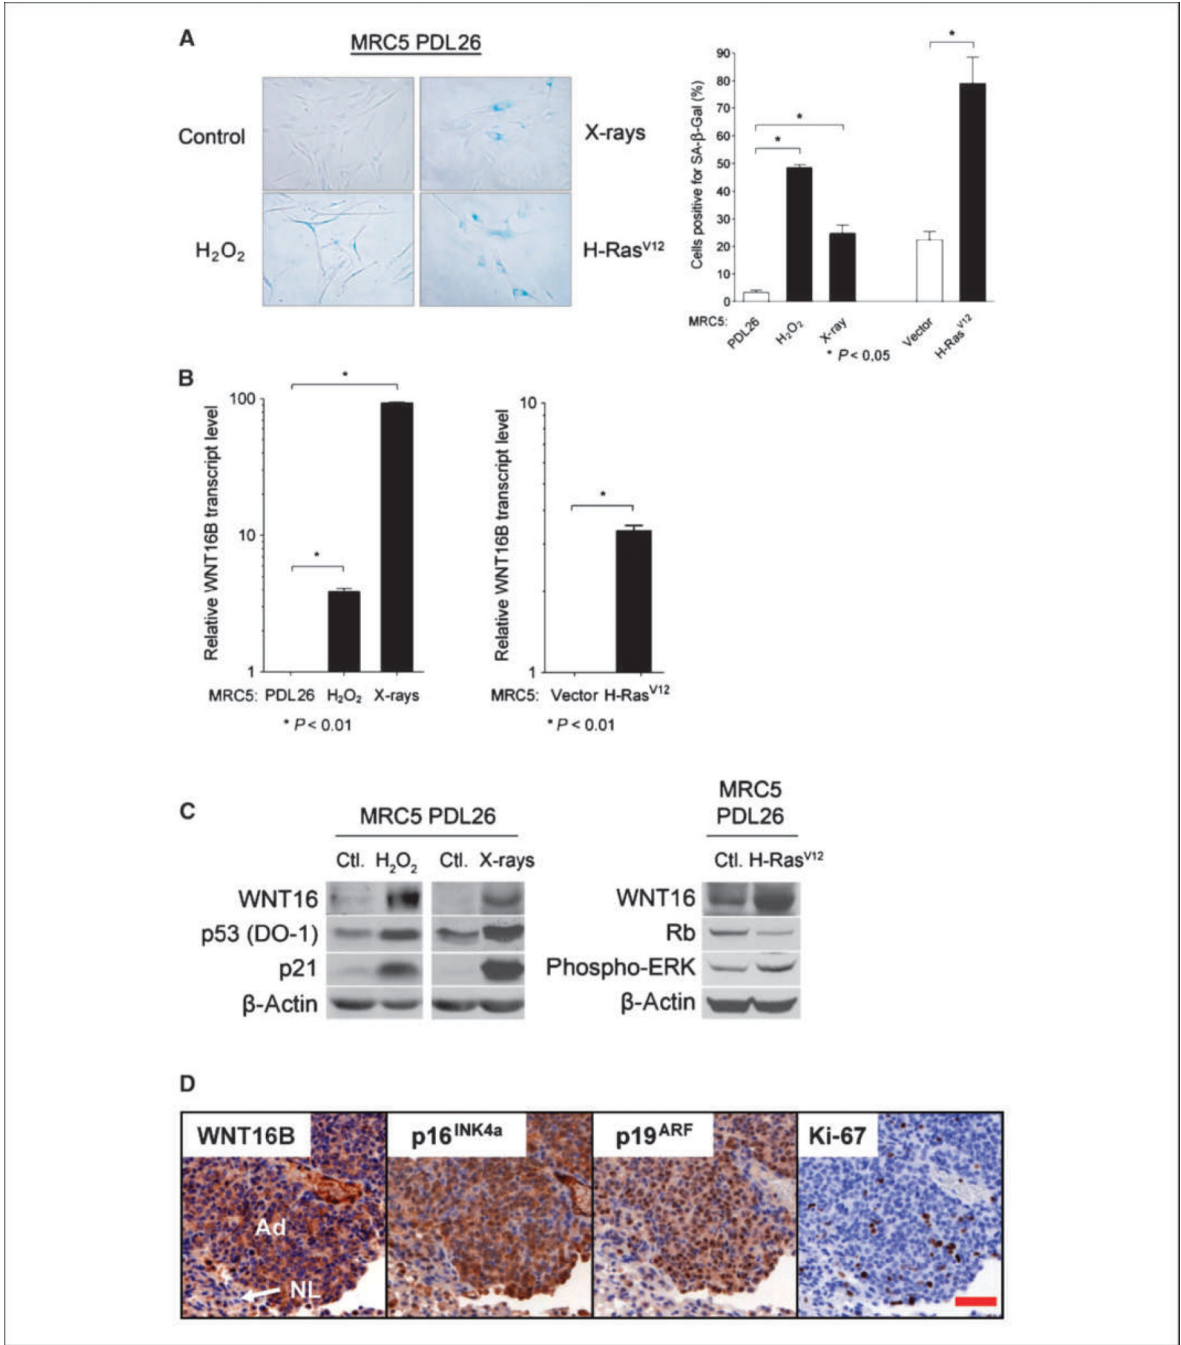 A
MRC5 PDL26
Control
X-rays
H₂O₂
H-Rasⱽ¹²
Cells positive for SA-β-Gal (%)
90
80
70
60
50
40
30
20
10
0
*
*
*
MRC5:
PDL26
H₂O₂
X-ray
Vector
H-Rasⱽ¹²
* P < 0,05
B
Relative WNT16B transcript level
100
10
1
*
*
MRC5: PDL26 H₂O₂ X-rays
* P < 0.01
Relative WNT16B transcript level
10
1
*
MRC5: Vector H-Rasⱽ¹²
* P < 0.01
C
MRC5 PDL26
Ctl. H₂O₂ Ctl. X-rays
WNT16
p53 (DO-1)
p21
β-Actin
MRC5
PDL26
Ctl. H-Rasⱽ¹²
WNT16
Rb
Phospho-ERK
β-Actin
D
WNT16B
p16ᴵᴺᴷ⁴ᵃ
p19ᴬᴿᶠ
Ki-67
Ad
NL